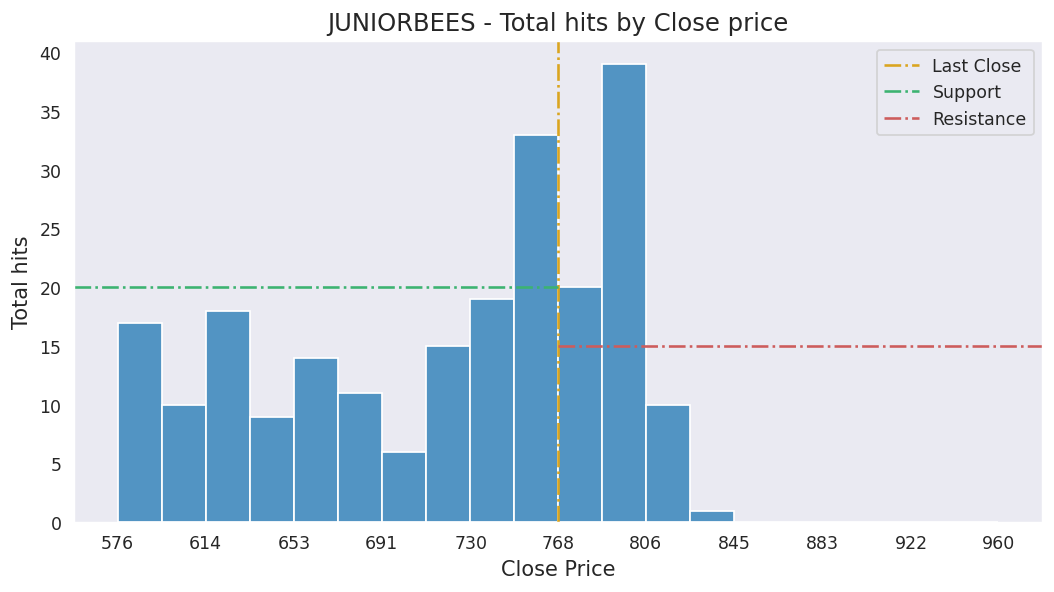 JUNIORBEES - Total hits by Close price
Last Close
Support
Resistance
Total hits
40
35
30
25
20
15
10
5
0
576 614 653 691 730 768 806 845 883 922 960
Close Price